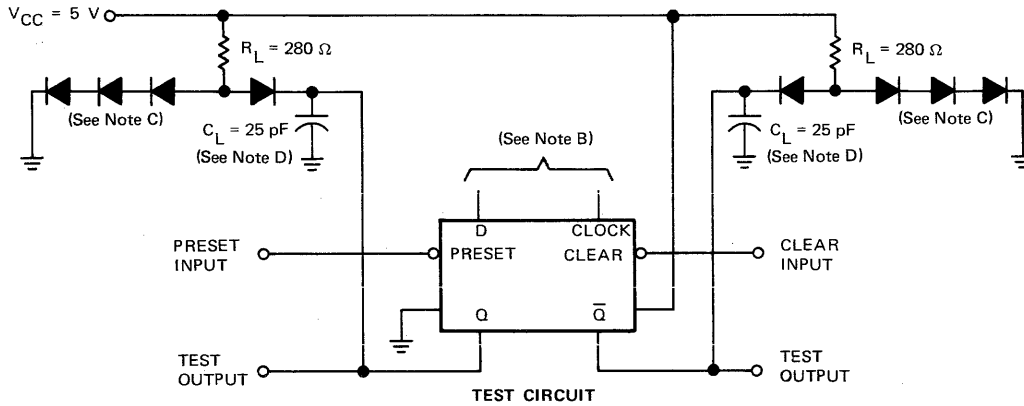 VCC = 5 V
RL = 280 Ω
RL = 280 Ω
(See Note C)
CL = 25 pF
(See Note D)
(See Note B)
CL = 25 pF
(See Note D)
(See Note C)
D
CLOCK
PRESET
INPUT
PRESET
CLEAR
CLEAR
INPUT
Q
Q̅
TEST
OUTPUT
TEST
OUTPUT
TEST CIRCUIT